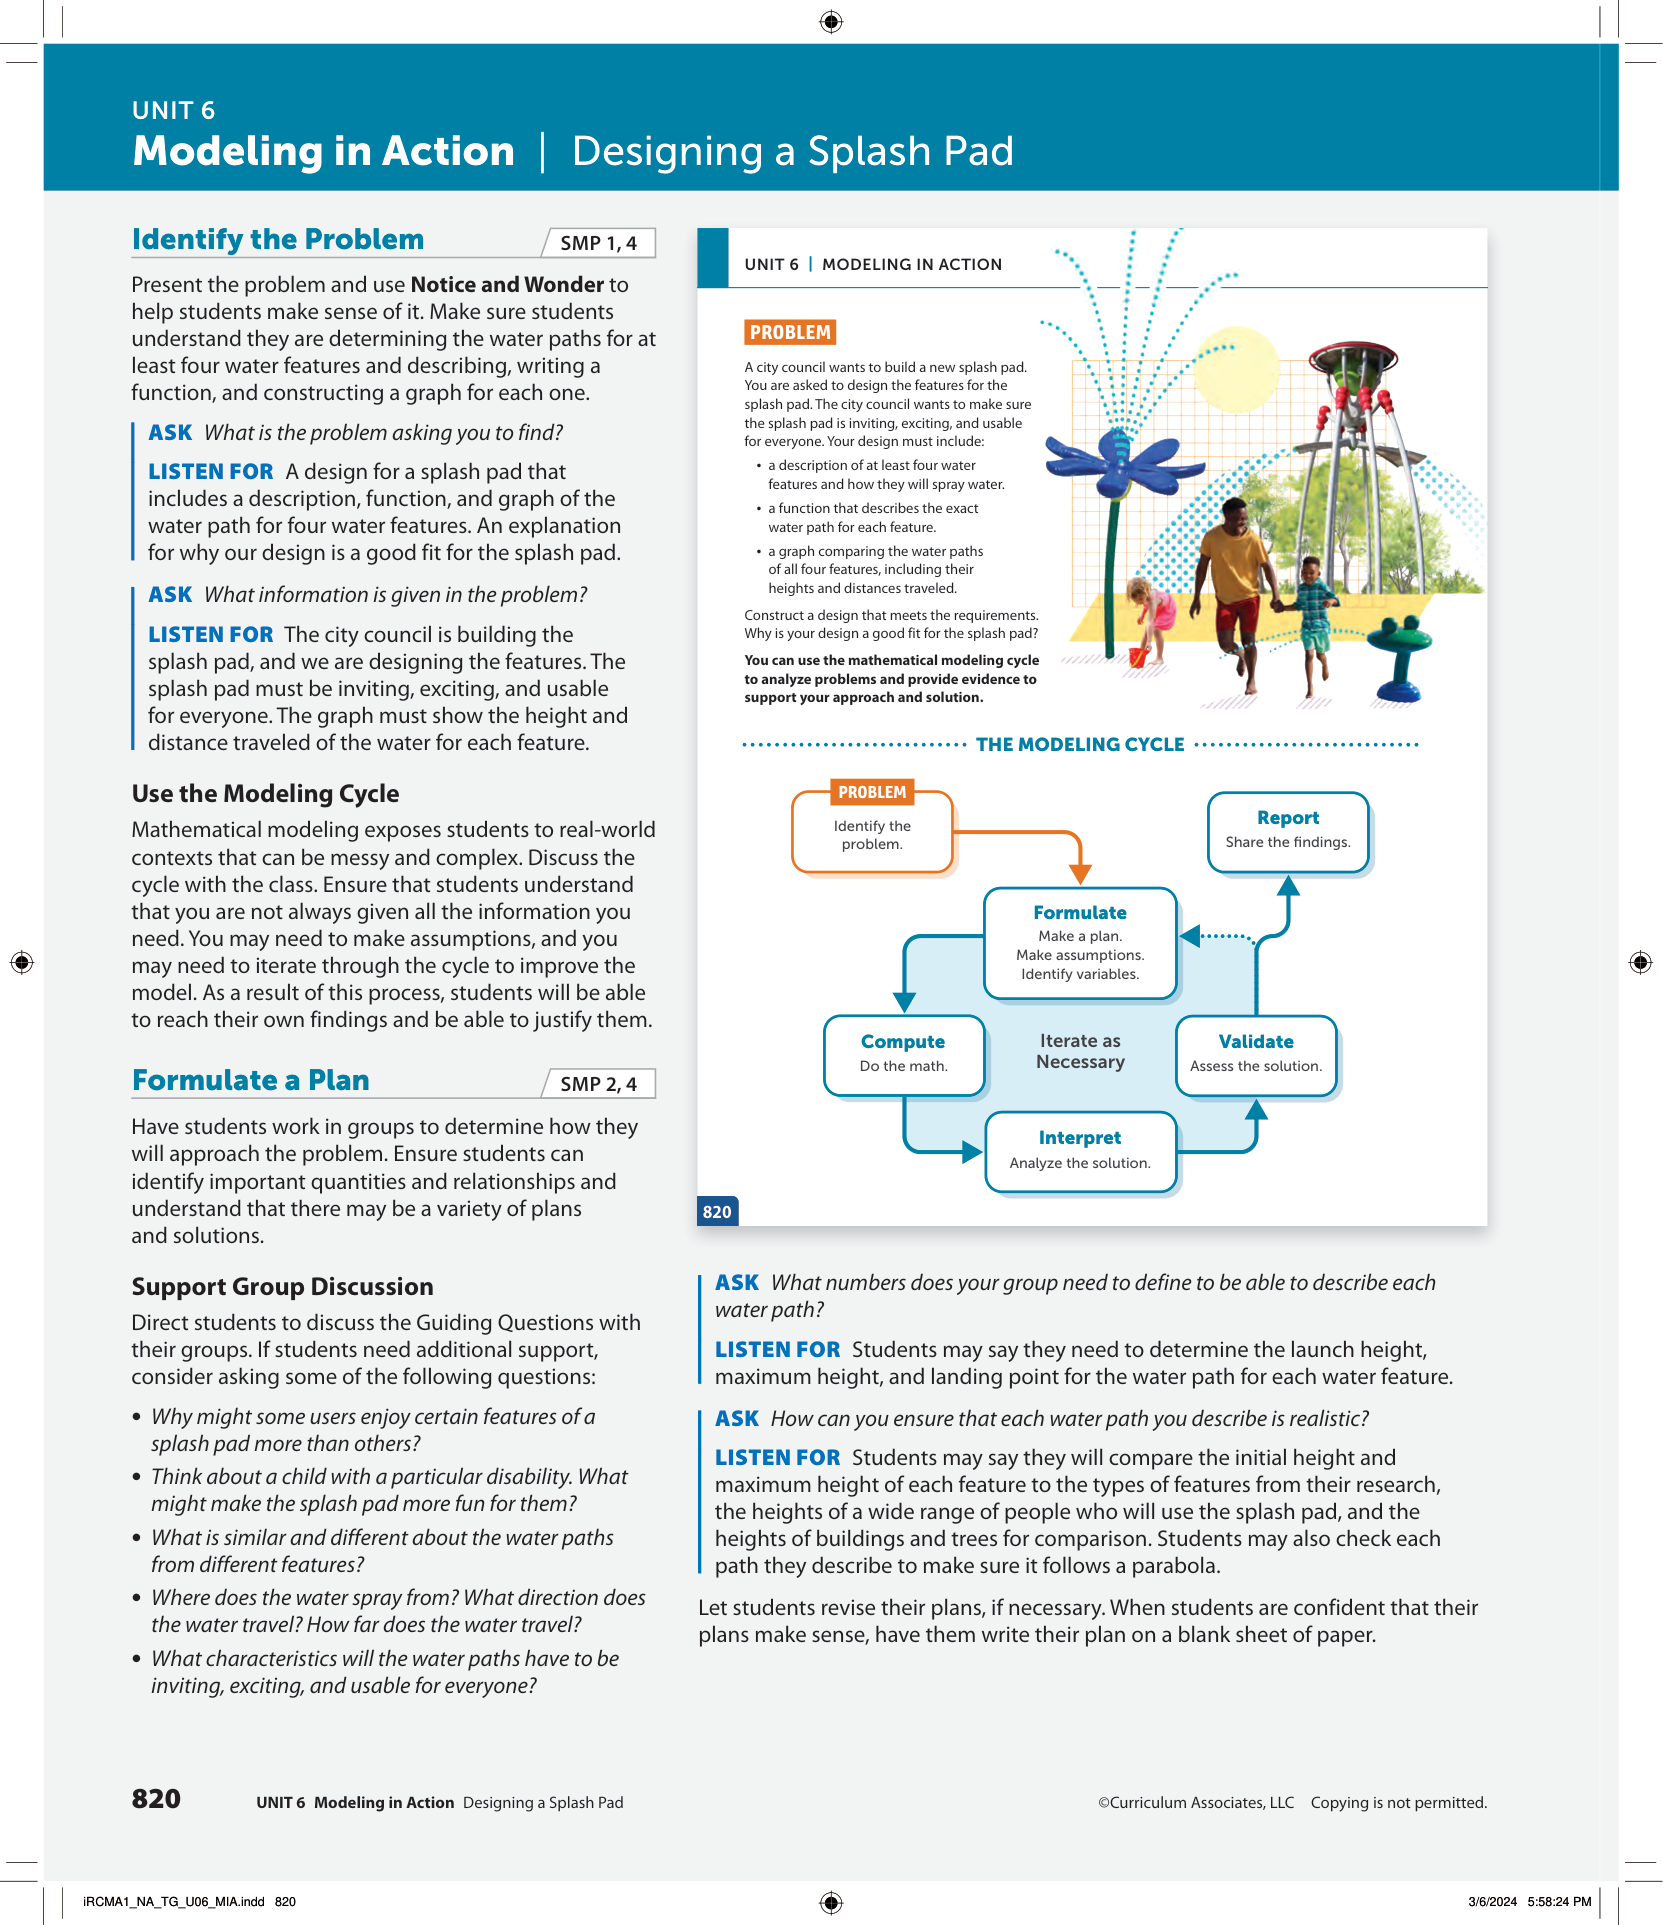 UNIT 6
Modeling in Action | Designing a Splash Pad
Identify the Problem
SMP 1, 4
Present the problem and use Notice and Wonder to
help students make sense of it. Make sure students
understand they are determining the water paths for at
least four water features and describing, writing a
function, and constructing a graph for each one.
ASK What is the problem asking you to find?
LISTEN FOR A design for a splash pad that
includes a description, function, and graph of the
water path for four water features. An explanation
for why our design is a good fit for the splash pad.
ASK What information is given in the problem?
LISTEN FOR The city council is building the
splash pad, and we are designing the features. The
splash pad must be inviting, exciting, and usable
for everyone. The graph must show the height and
distance traveled of the water for each feature.
Use the Modeling Cycle
Mathematical modeling exposes students to real-world
contexts that can be messy and complex. Discuss the
cycle with the class. Ensure that students understand
that you are not always given all the information you
need. You may need to make assumptions, and you
may need to iterate through the cycle to improve the
model. As a result of this process, students will be able
to reach their own findings and be able to justify them.
Formulate a Plan
SMP 2, 4
Have students work in groups to determine how they
will approach the problem. Ensure students can
identify important quantities and relationships and
understand that there may be a variety of plans
and solutions.
Support Group Discussion
Direct students to discuss the Guiding Questions with
their groups. If students need additional support,
consider asking some of the following questions:
• Why might some users enjoy certain features of a
splash pad more than others?
• Think about a child with a particular disability. What
might make the splash pad more fun for them?
• What is similar and different about the water paths
from different features?
• Where does the water spray from? What direction does
the water travel? How far does the water travel?
• What characteristics will the water paths have to be
inviting, exciting, and usable for everyone?
UNIT 6 | MODELING IN ACTION
PROBLEM
A city council wants to build a new splash pad.
You are asked to design the features for the
splash pad. The city council wants to make sure
the splash pad is inviting, exciting, and usable
for everyone. Your design must include:
• a description of at least four water
features and how they will spray water.
• a function that describes the exact
water path for each feature.
• a graph comparing the water paths
of all four features, including their
heights and distances traveled.
Construct a design that meets the requirements.
Why is your design a good fit for the splash pad?
You can use the mathematical modeling cycle
to analyze problems and provide evidence to
support your approach and solution.
THE MODELING CYCLE
PROBLEM
Identify the
problem.
Report
Share the findings.
Formulate
Make a plan.
Make assumptions.
Identify variables.
Compute
Do the math.
Iterate as
Necessary
Validate
Assess the solution.
Interpret
Analyze the solution.
820
ASK What numbers does your group need to define to be able to describe each
water path?
LISTEN FOR Students may say they need to determine the launch height,
maximum height, and landing point for the water path for each water feature.
ASK How can you ensure that each water path you describe is realistic?
LISTEN FOR Students may say they will compare the initial height and
maximum height of each feature to the types of features from their research,
the heights of a wide range of people who will use the splash pad, and the
heights of buildings and trees for comparison. Students may also check each
path they describe to make sure it follows a parabola.
Let students revise their plans, if necessary. When students are confident that their
plans make sense, have them write their plan on a blank sheet of paper.
820 UNIT 6 Modeling in Action Designing a Splash Pad
©Curriculum Associates, LLC Copying is not permitted.
iRCMA1_NA_TG_U06_MIA.indd 820
3/6/2024 5:58:24 PM